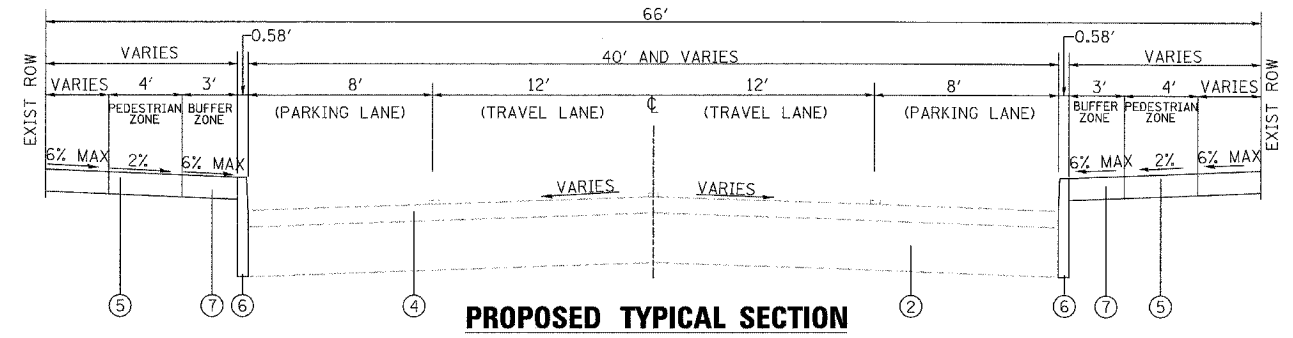 66'
0.58'
0.58'
VARIES
40' AND VARIES
VARIES
EXIST ROW
VARIES
4'
3'
8'
12'
12'
8'
3'
4'
VARIES
EXIST ROW
PEDESTRIAN ZONE
BUFFER ZONE
(PARKING LANE)
(TRAVEL LANE)
℄
(TRAVEL LANE)
(PARKING LANE)
BUFFER ZONE
PEDESTRIAN ZONE
6% MAX
2%
6% MAX
6% MAX
2%
6% MAX
VARIES
VARIES
5
7
6
4
2
6
7
5
PROPOSED TYPICAL SECTION